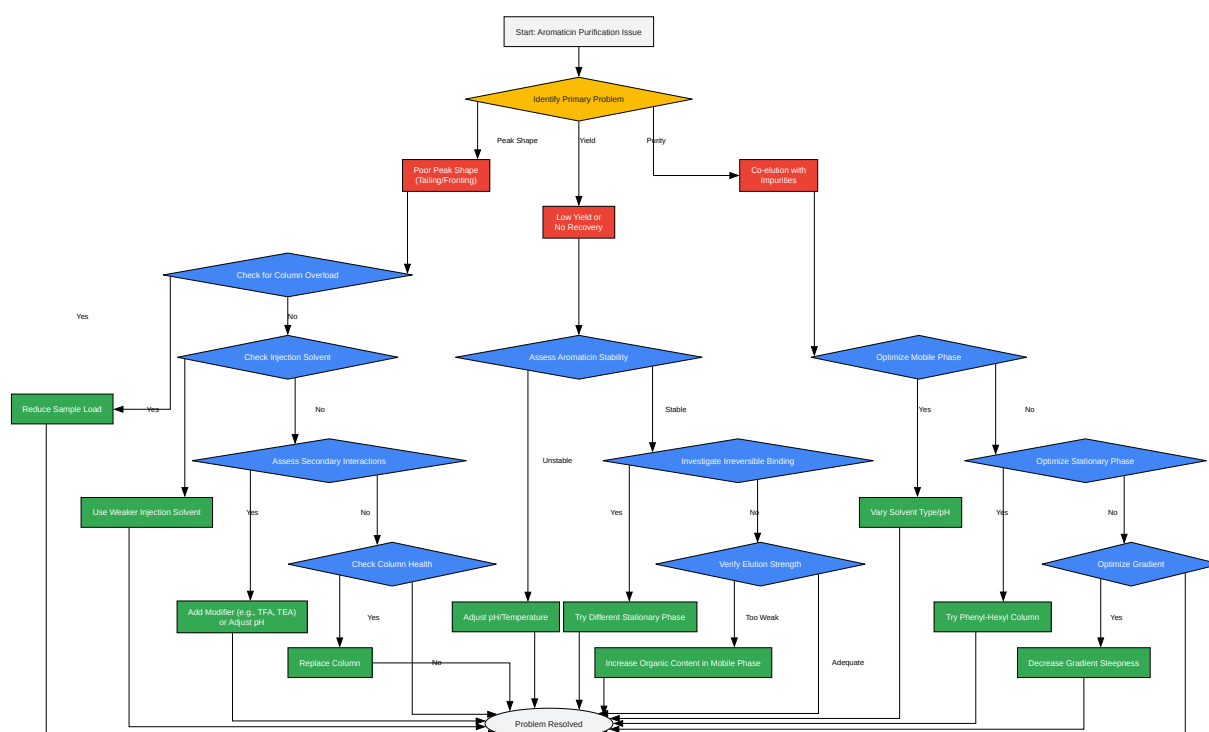 Start: Aromaticin Purification Issue
Identify Primary Problem
Peak Shape
Yield
Purity
Poor Peak Shape
(Tailing/Fronting)
Co-elution with
Impurities
Low Yield or
No Recovery
Check for Column Overload
Yes
No
Check Injection Solvent
Assess Aromaticin Stability
Optimize Mobile Phase
Reduce Sample Load
Yes
No
Stable
Yes
No
Assess Secondary Interactions
Unstable
Investigate Irreversible Binding
Optimize Stationary Phase
Use Weaker Injection Solvent
Yes
No
Yes
No
Vary Solvent Type/pH
Yes
No
Check Column Health
Verify Elution Strength
Optimize Gradient
Add Modifier (e.g., TFA, TEA)
or Adjust pH
Yes
Adjust pH/Temperature
Try Different Stationary Phase
Too Weak
Try Phenyl-Hexyl Column
Yes
Replace Column
No
Increase Organic Content in Mobile Phase
Adequate
Decrease Gradient Steepness
Problem Resolved